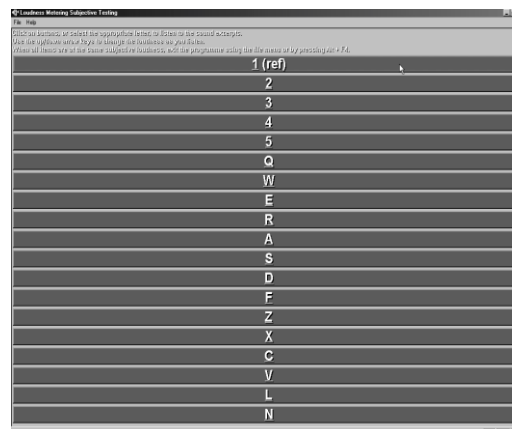 Loudness Metering Subjective Testing
File Help
Click on buttons, or select the appropriate letter, to listen to the sound excerpts.
Use the up/down arrow keys to change the loudness as you listen.
When all items are at the same subjective loudness, exit the programme using the file menu or by pressing Alt + F4.
1 (ref)
2
3
4
5
Q
W
E
R
A
S
D
F
Z
X
C
V
L
N